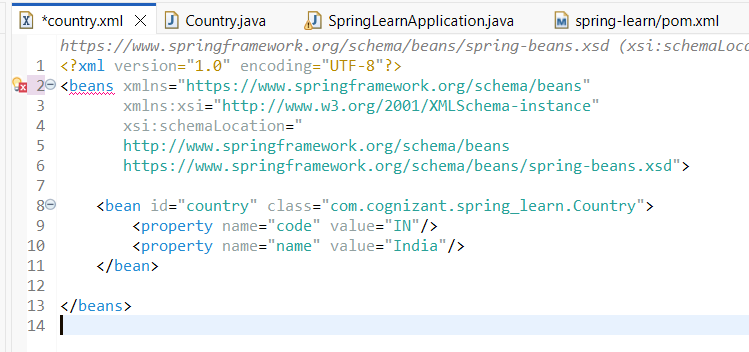 *country.xml Country.java SpringLearnApplication.java spring-learn/pom.xml
https://www.springframework.org/schema/beans/spring-beans.xsd (xsi:schemaLoca
1 <?xml version="1.0" encoding="UTF-8"?>
2 <beans xmlns="https://www.springframework.org/schema/beans"
3 xmlns:xsi="http://www.w3.org/2001/XMLSchema-instance"
4 xsi:schemaLocation="
5 http://www.springframework.org/schema/beans
6 https://www.springframework.org/schema/beans/spring-beans.xsd">
7
8 <bean id="country" class="com.cognizant.spring_learn.Country">
9 <property name="code" value="IN"/>
10 <property name="name" value="India"/>
11 </bean>
12
13 </beans>
14